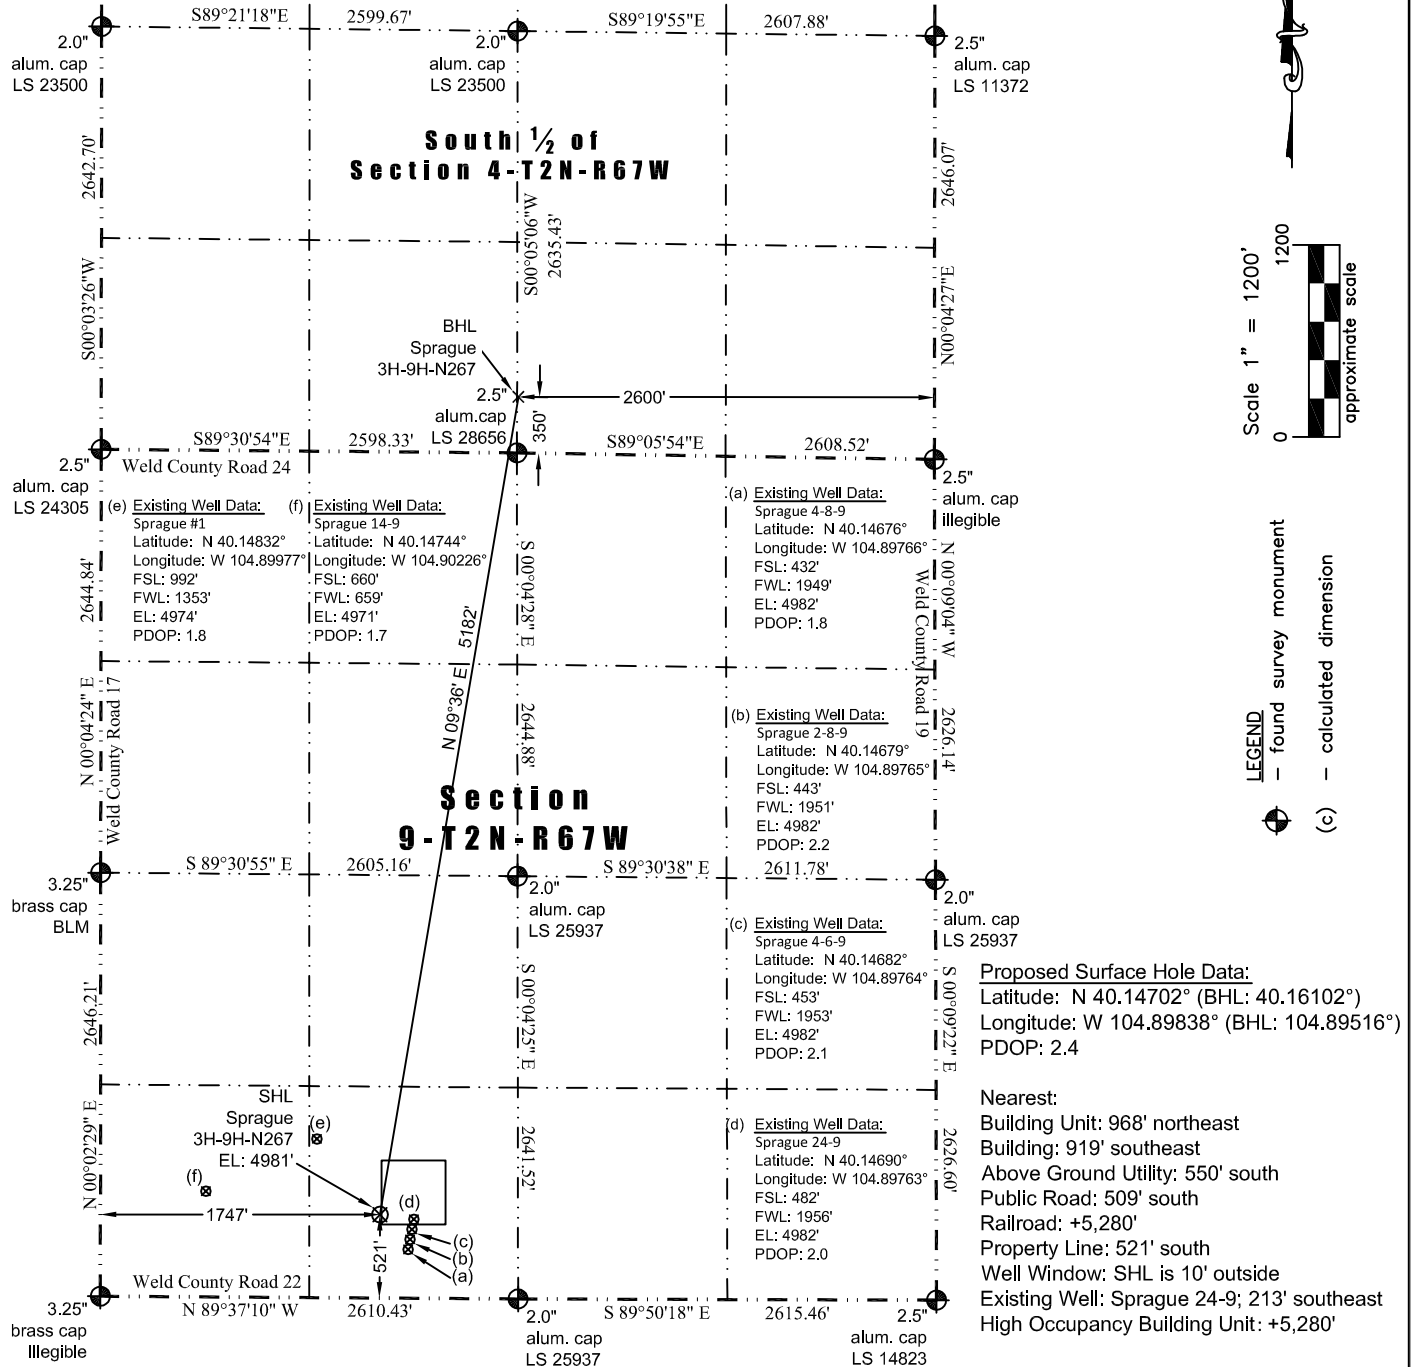 S89°21'18"E 2599.67' S89°19'55"E 2607.88'
2.0"
alum. cap
LS 23500
2.0"
alum. cap
LS 23500
2.5"
alum. cap
LS 11372
South ½ of
Section 4-T2N-R67W
2642.70'
S00°03'26"W
S00°05'06"W
2635.43'
2646.07'
N00°04'27"E
BHL
Sprague
3H-9H-N267
2600'
350'
2.5"
alum.cap
LS 28656
S89°30'54"E 2598.33' S89°05'54"E 2608.52'
Weld County Road 24
2.5"
alum. cap
LS 24305
2.5"
alum. cap
illegible
(e) Existing Well Data:
Sprague #1
Latitude: N 40.14832°
Longitude: W 104.89977°
FSL: 992'
FWL: 1353'
EL: 4974'
PDOP: 1.8
(f) Existing Well Data:
Sprague 14-9
Latitude: N 40.14744°
Longitude: W 104.90226°
FSL: 660'
FWL: 659'
EL: 4971'
PDOP: 1.7
(a) Existing Well Data:
Sprague 4-8-9
Latitude: N 40.14676°
Longitude: W 104.89766°
FSL: 432'
FWL: 1949'
EL: 4982'
PDOP: 1.8
2644.84'
N 00°04'24" E
Weld County Road 17
N 09°36' E 5182'
S 00°04'28" E
2644.88'
N 00°09'04" W
Weld County Road 19
2626.14'
(b) Existing Well Data:
Sprague 2-8-9
Latitude: N 40.14679°
Longitude: W 104.89765°
FSL: 443'
FWL: 1951'
EL: 4982'
PDOP: 2.2
Section
9-T2N-R67W
S 89°30'55" E 2605.16' S 89°30'38" E 2611.78'
3.25"
brass cap
BLM
2.0"
alum. cap
LS 25937
2.0"
alum. cap
LS 25937
(c) Existing Well Data:
Sprague 4-6-9
Latitude: N 40.14682°
Longitude: W 104.89764°
FSL: 453'
FWL: 1953'
EL: 4982'
PDOP: 2.1
2646.21'
N 00°02'29" E
S 00°04'25" E
2641.52'
S 00°09'22" E
2626.60'
SHL
Sprague
3H-9H-N267
EL: 4981'
(e)
(f)
1747'
521'
(d)
(c)
(b)
(a)
(d) Existing Well Data:
Sprague 24-9
Latitude: N 40.14690°
Longitude: W 104.89763°
FSL: 482'
FWL: 1956'
EL: 4982'
PDOP: 2.0
Weld County Road 22
N 89°37'10" W 2610.43' S 89°50'18" E 2615.46'
3.25"
brass cap
Illegible
2.0"
alum. cap
LS 25937
2.5"
alum. cap
LS 14823
Scale 1" = 1200'
0 1200
approximate scale
LEGEND
– found survey monument
(c) – calculated dimension
Proposed Surface Hole Data:
Latitude: N 40.14702° (BHL: 40.16102°)
Longitude: W 104.89838° (BHL: 104.89516°)
PDOP: 2.4
Nearest:
Building Unit: 968' northeast
Building: 919' southeast
Above Ground Utility: 550' south
Public Road: 509' south
Railroad: +5,280'
Property Line: 521' south
Well Window: SHL is 10' outside
Existing Well: Sprague 24-9; 213' southeast
High Occupancy Building Unit: +5,280'